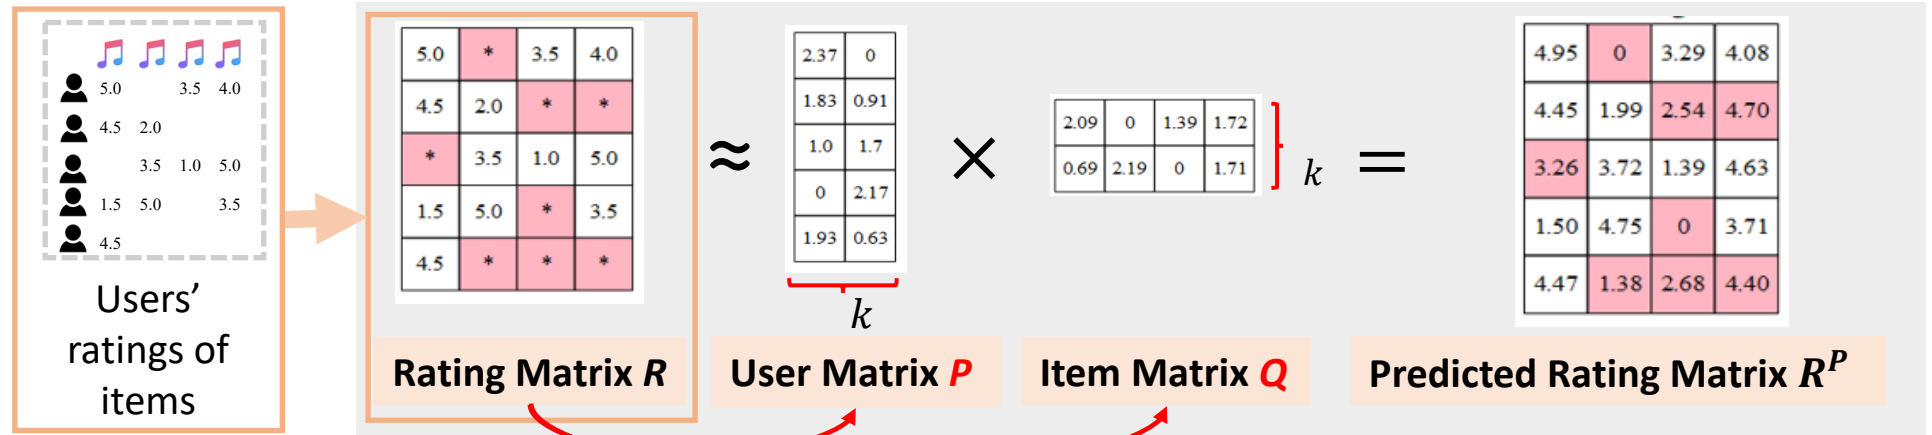 5.0 3.5 4.0
4.5 2.0
3.5 1.0 5.0
1.5 5.0 3.5
4.5
Users’
ratings of
items
5.0 * 3.5 4.0
4.5 2.0 * *
* 3.5 1.0 5.0
1.5 5.0 * 3.5
4.5 * * *
Rating Matrix R
≈
2.37 0
1.83 0.91
1.0 1.7
0 2.17
1.93 0.63
k
User Matrix P
×
2.09 0 1.39 1.72
0.69 2.19 0 1.71
k
Item Matrix Q
=
4.95 0 3.29 4.08
4.45 1.99 2.54 4.70
3.26 3.72 1.39 4.63
1.50 4.75 0 3.71
4.47 1.38 2.68 4.40
Predicted Rating Matrix R^P